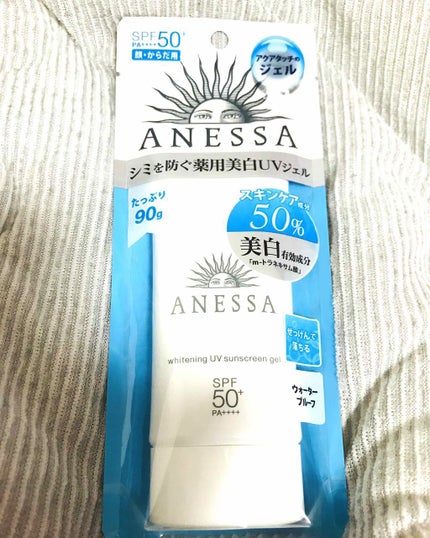 SPF50+
PA++++
顔・からだ用
アクアタッチの
ジェル
ANESSA
シミを防ぐ薬用美白UVジェル
たっぷり
90g
スキンケア成分
50%
美白有効成分
「m-トラネキサム酸」
ANESSA
whitening UV sunscreen gel
せっけんで
落ちる
SPF
50+
PA++++
ウォーター
プルーフ